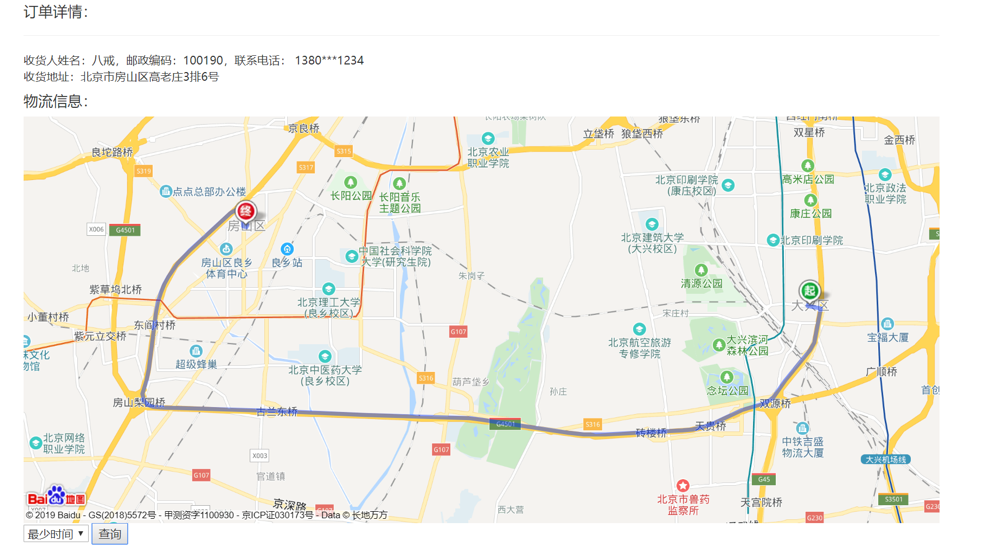 订单详情：
收货人姓名：八戒，邮政编码：100190，联系电话： 1380***1234
收货地址：北京市房山区高老庄3排6号
物流信息：
京良桥
立垡桥
狼垡西桥
狼垡东桥
双星桥
金西桥
良坨路桥
S315
S317
S319
北京农业
职业学院
点点总部办公楼
长阳公园
长阳音乐
主题公园
北京印刷学院
(康庄校区)
高米店公园
北京政法
职业学院
康庄公园
终
房山区
X006
G4501
房山区良乡
体育中心
良乡站
中国社会科学院
大学(研究生院)
北京建筑大学
(大兴校区)
北京印刷学院
北地
朱岗子
清源公园
起
大兴区
紫草坞北桥
小董村桥
东阎村桥
紫元立交桥
北京理工大学
(良乡校区)
宋庄村
G107
北京航空旅游
专修学院
大兴滨河
森林公园
宝福大厦
超级蜂巢
北京中医药大学
(良乡校区)
S316
葫芦垡乡
孙庄
念坛公园
广顺桥
首创
房山梨园桥
古兰东桥
双源桥
G4501
S316
砖楼桥
天贵桥
北京网络
职业学院
X003
G107
中铁吉盛
物流大厦
大兴机场线
官道镇
G107
G45
北京市兽药
监察所
天宫院桥
S3501
京深路
西大营
G230
Bai地图
© 2019 Baidu - GS(2018)5572号 - 甲测资字1100930 - 京ICP证030173号 - Data © 长地万方
最少时间
查询